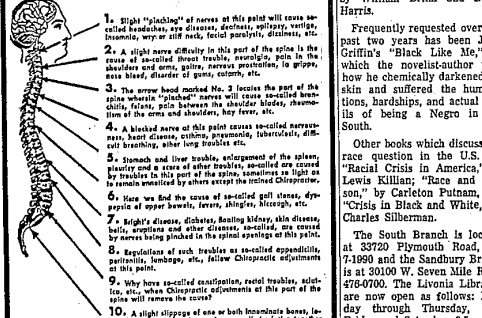 1. Slight "pinching" of nerves at this point will cause so-
called headaches, eye diseases, deafness, epilepsy, vertigo,
insomnia, wry or stiff neck, facial paralysis, dizziness, etc.
2. A slight nerve difficulty in this part of the spine is the
cause of so-called throat trouble, neuralgia, pain in the
shoulders and arms, goitre, nervous prostration, la grippe,
nose bleed, disorder of gums, catarrh, etc.
3. The arrow head marked No. 3 locates the part of the
spine wherein "pinched" nerves will cause so-called bron-
chitis, felons, pain between the shoulder blades, rheuma-
tism of the arms and shoulders, hay fever, etc.
4. A blocked nerve at this point causes so-called nervous-
ness, heart disease, asthma, pneumonia, tuberculosis, diffi-
cult breathing, other lung troubles etc.
5. Stomach and liver trouble, enlargement of the spleen,
pleurisy and a score of other troubles, so-called are caused
by troubles in this part of the spine, sometimes so light as
to remain unnoticed by others except the trained Chiropractor.
6. Here we find the cause of so-called gall stones, dys-
pepsia of upper bowels, fevers, shingles, hiccough, etc.
7. Bright's disease, diabetes, floating kidney, skin disease,
boils, eruptions and other diseases, so-called, are caused
by nerves being pinched in the spinal openings at this point.
8. Regulations of such troubles as so-called appendicitis,
peritonitis, lumbago, etc., follow Chiropractic adjustments
at this point.
9. Why have so-called constipation, rectal troubles, sciat-
ica, etc., when Chiropractic adjustments at this part of the
spine will remove the cause?
10. A slight slippage of one or both innominate bones,
Harris.
Frequently requested over
past two years has been J
Griffin's "Black Like Me,"
which the novelist-author
how he chemically darkened
skin and suffered the hum
tions, hardships, and actual
ils of being a Negro in
South.
Other books which discuss
race question in the U.S.
"Racial Crisis in America,"
Lewis Killian; "Race and
son," by Carleton Putnam,
"Crisis in Black and White,
Charles Silberman.
The South Branch is loc
at 33720 Plymouth Road,
7-1990 and the Sandbury Br
is at 30100 W. Seven Mile R
476-0700. The Livonia Libr
are now open as follows:
day through Thursday,